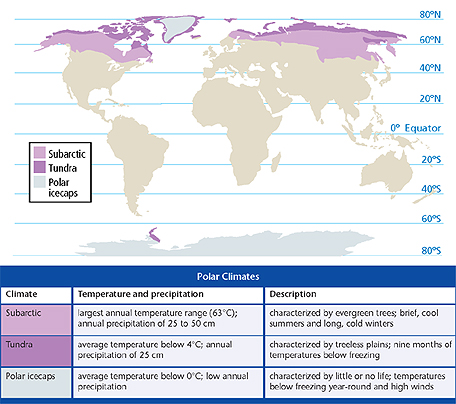 80°N
60°N
40°N
20°N
0° Equator
20°S
40°S
60°S
80°S
Subarctic
Tundra
Polar
icecaps
Polar Climates
Climate
Temperature and precipitation
Description
Subarctic
largest annual temperature range (63°C);
annual precipitation of 25 to 50 cm
characterized by evergreen trees; brief, cool
summers and long, cold winters
Tundra
average temperature below 4°C; annual
precipitation of 25 cm
characterized by treeless plains; nine months of
temperatures below freezing
Polar icecaps
average temperature below 0°C; low annual
precipitation
characterized by little or no life; temperatures
below freezing year-round and high winds